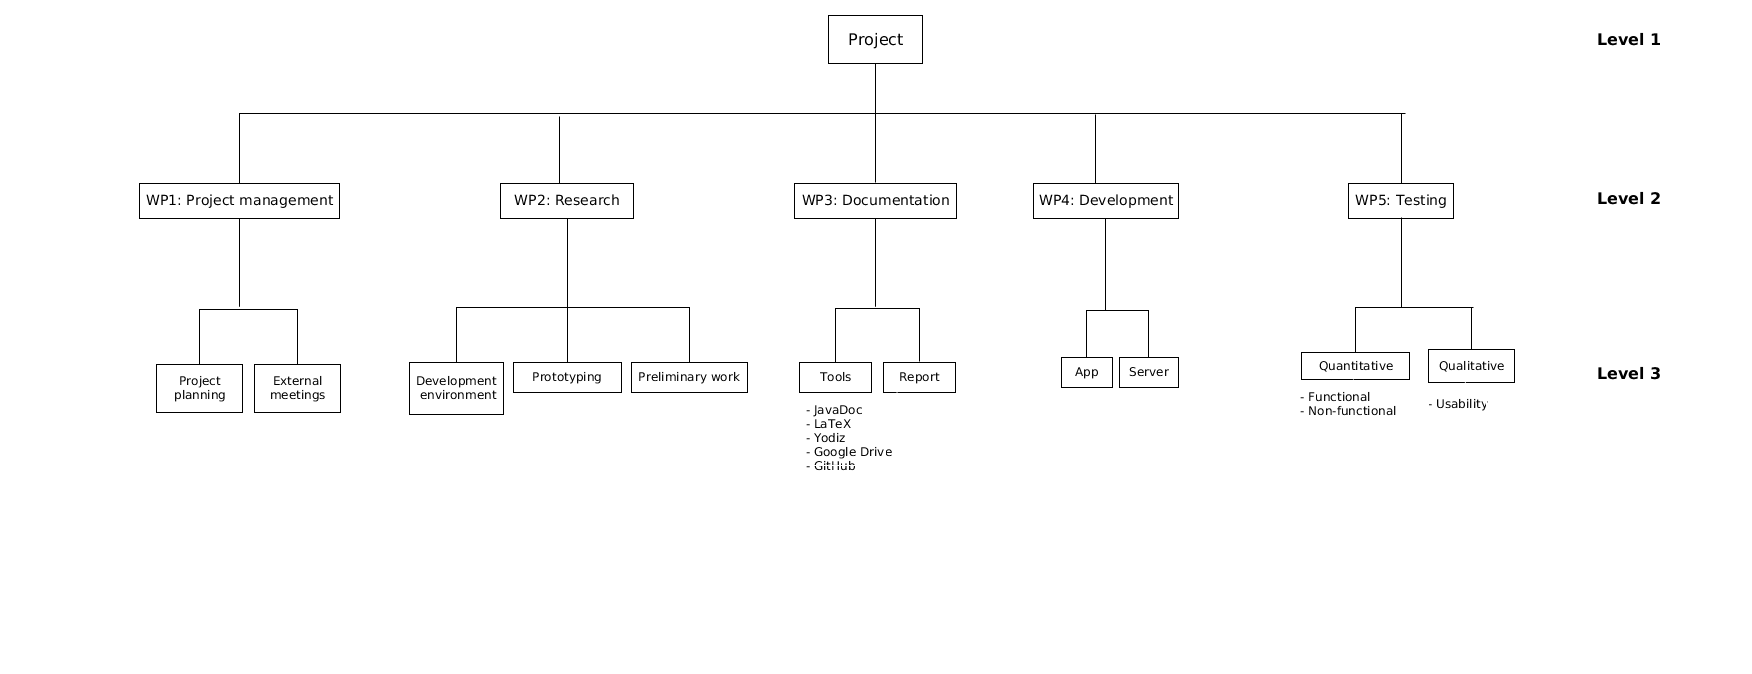 Project
Level 1
WP1: Project management
WP2: Research
WP3: Documentation
WP4: Development
WP5: Testing
Level 2
Project
planning
External
meetings
Development
environment
Prototyping
Preliminary work
Tools
Report
App
Server
Quantitative
Qualitative
Level 3
- JavaDoc
- LaTeX
- Yodiz
- Google Drive
- GitHub
- Functional
- Non-functional
- Usability